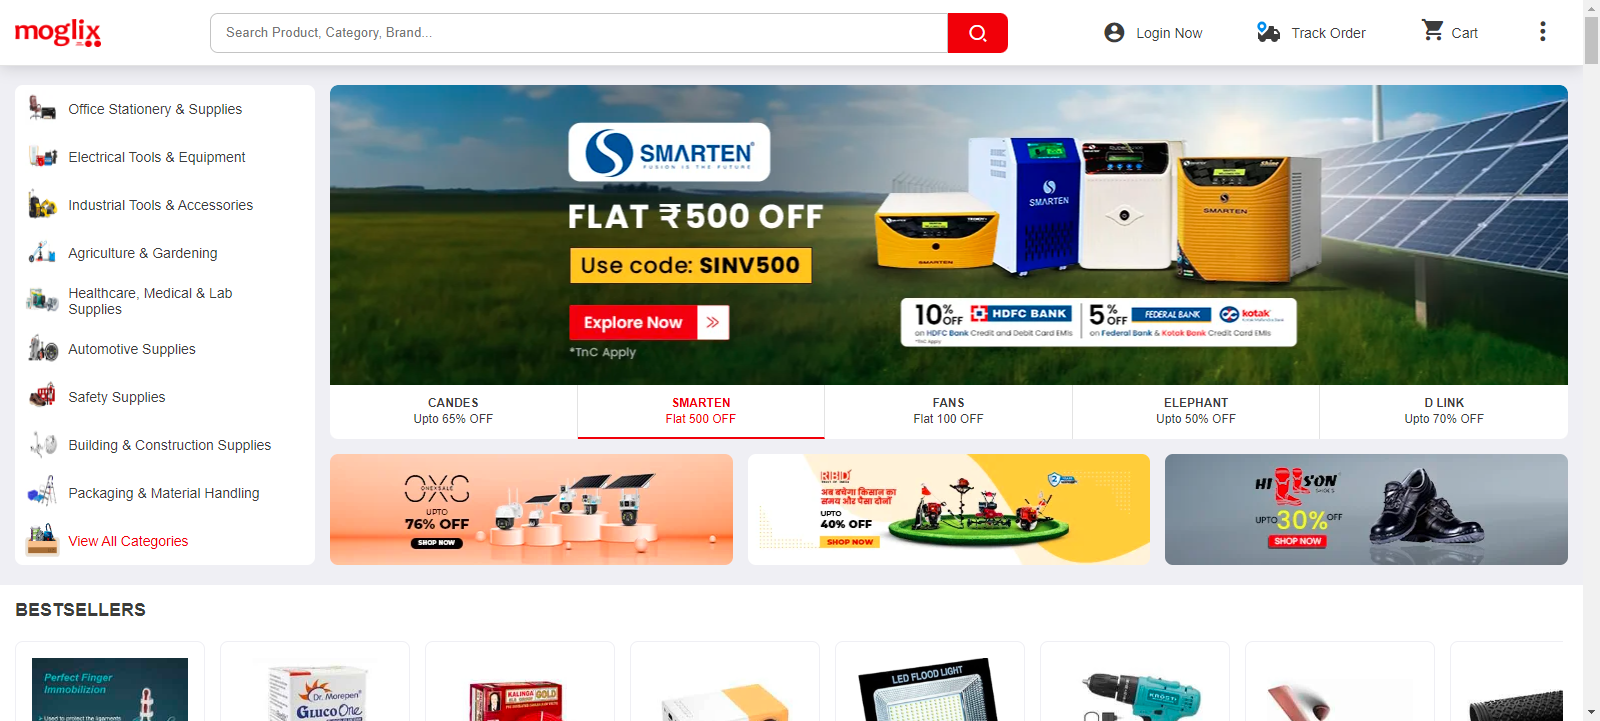 moglix
Search Product, Category, Brand...
Login Now
Track Order
Cart
Office Stationery & Supplies
Electrical Tools & Equipment
Industrial Tools & Accessories
Agriculture & Gardening
Healthcare, Medical & Lab
Supplies
Automotive Supplies
Safety Supplies
Building & Construction Supplies
Packaging & Material Handling
View All Categories
SMARTEN
FUSION IS THE FUTURE
FLAT ₹500 OFF
Use code: SINV500
Explore Now
*TnC Apply
SMARTEN
SMARTEN
SMARTEN
10% OFF HDFC BANK
on HDFC Bank Credit and Debit Card EMIs
*TnC Apply
5% OFF FEDERAL BANK kotak
on Federal Bank & Kotak Bank Credit Card EMIs
CANDES
Upto 65% OFF
SMARTEN
Flat 500 OFF
FANS
Flat 100 OFF
ELEPHANT
Upto 50% OFF
D LINK
Upto 70% OFF
UPTO
76% OFF
SHOP NOW
अब बचेगा किसान का
समय और पैसा दोनों
UPTO
40% OFF
SHOP NOW
HILLSON
SHOES
UPTO 30% OFF
SHOP NOW
BESTSELLERS
Perfect Finger
Immobilizion
Used to protect the ligaments
Dr. Morepen
GlucoOne
KALINGA GOLD
LED FLOOD LIGHT
KROST